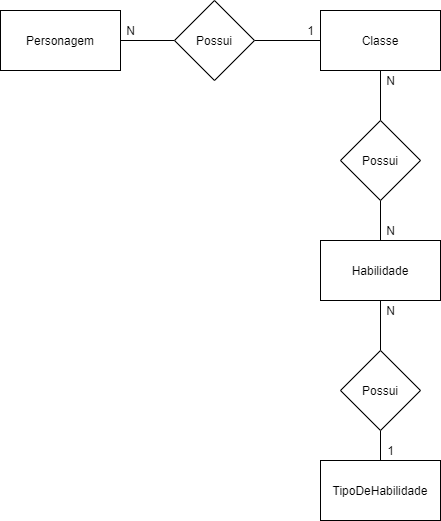 Personagem
N
Possui
1
Classe
N
Possui
N
Habilidade
N
Possui
1
TipoDeHabilidade